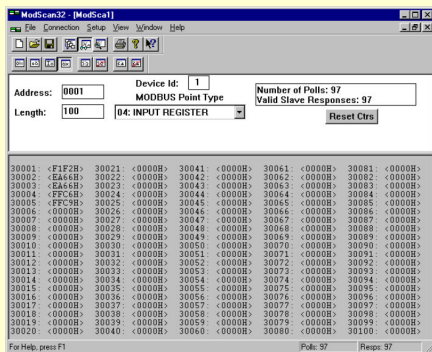 ModScan32 - [ModSca1]
File Connection Setup View Window Help
Address: 0001
Device Id: 1
Number of Polls: 97
MODBUS Point Type
Valid Slave Responses: 97
Length: 100
04: INPUT REGISTER
Reset Ctrs
30001: <F1F2H> 30021: <0000H> 30041: <0000H> 30061: <0000H> 30081: <0000H>
30002: <EA66H> 30022: <0000H> 30042: <0000H> 30062: <0000H> 30082: <0000H>
30003: <EA66H> 30023: <0000H> 30043: <0000H> 30063: <0000H> 30083: <0000H>
30004: <FFC6H> 30024: <0000H> 30044: <0000H> 30064: <0000H> 30084: <0000H>
30005: <FFC9H> 30025: <0000H> 30045: <0000H> 30065: <0000H> 30085: <0000H>
30006: <0000H> 30026: <0000H> 30046: <0000H> 30066: <0000H> 30086: <0000H>
30007: <0000H> 30027: <0000H> 30047: <0000H> 30067: <0000H> 30087: <0000H>
30008: <0000H> 30028: <0000H> 30048: <0000H> 30068: <0000H> 30088: <0000H>
30009: <0000H> 30029: <0000H> 30049: <0000H> 30069: <0000H> 30089: <0000H>
30010: <0000H> 30030: <0000H> 30050: <0000H> 30070: <0000H> 30090: <0000H>
30011: <0000H> 30031: <0000H> 30051: <0000H> 30071: <0000H> 30091: <0000H>
30012: <0000H> 30032: <0000H> 30052: <0000H> 30072: <0000H> 30092: <0000H>
30013: <0000H> 30033: <0000H> 30053: <0000H> 30073: <0000H> 30093: <0000H>
30014: <0000H> 30034: <0000H> 30054: <0000H> 30074: <0000H> 30094: <0000H>
30015: <0000H> 30035: <0000H> 30055: <0000H> 30075: <0000H> 30095: <0000H>
30016: <0000H> 30036: <0000H> 30056: <0000H> 30076: <0000H> 30096: <0000H>
30017: <0000H> 30037: <0000H> 30057: <0000H> 30077: <0000H> 30097: <0000H>
30018: <0000H> 30038: <0000H> 30058: <0000H> 30078: <0000H> 30098: <0000H>
30019: <0000H> 30039: <0000H> 30059: <0000H> 30079: <0000H> 30099: <0000H>
30020: <0000H> 30040: <0000H> 30060: <0000H> 30080: <0000H> 30100: <0000H>
For Help, press F1
Polls: 97
Resps: 97